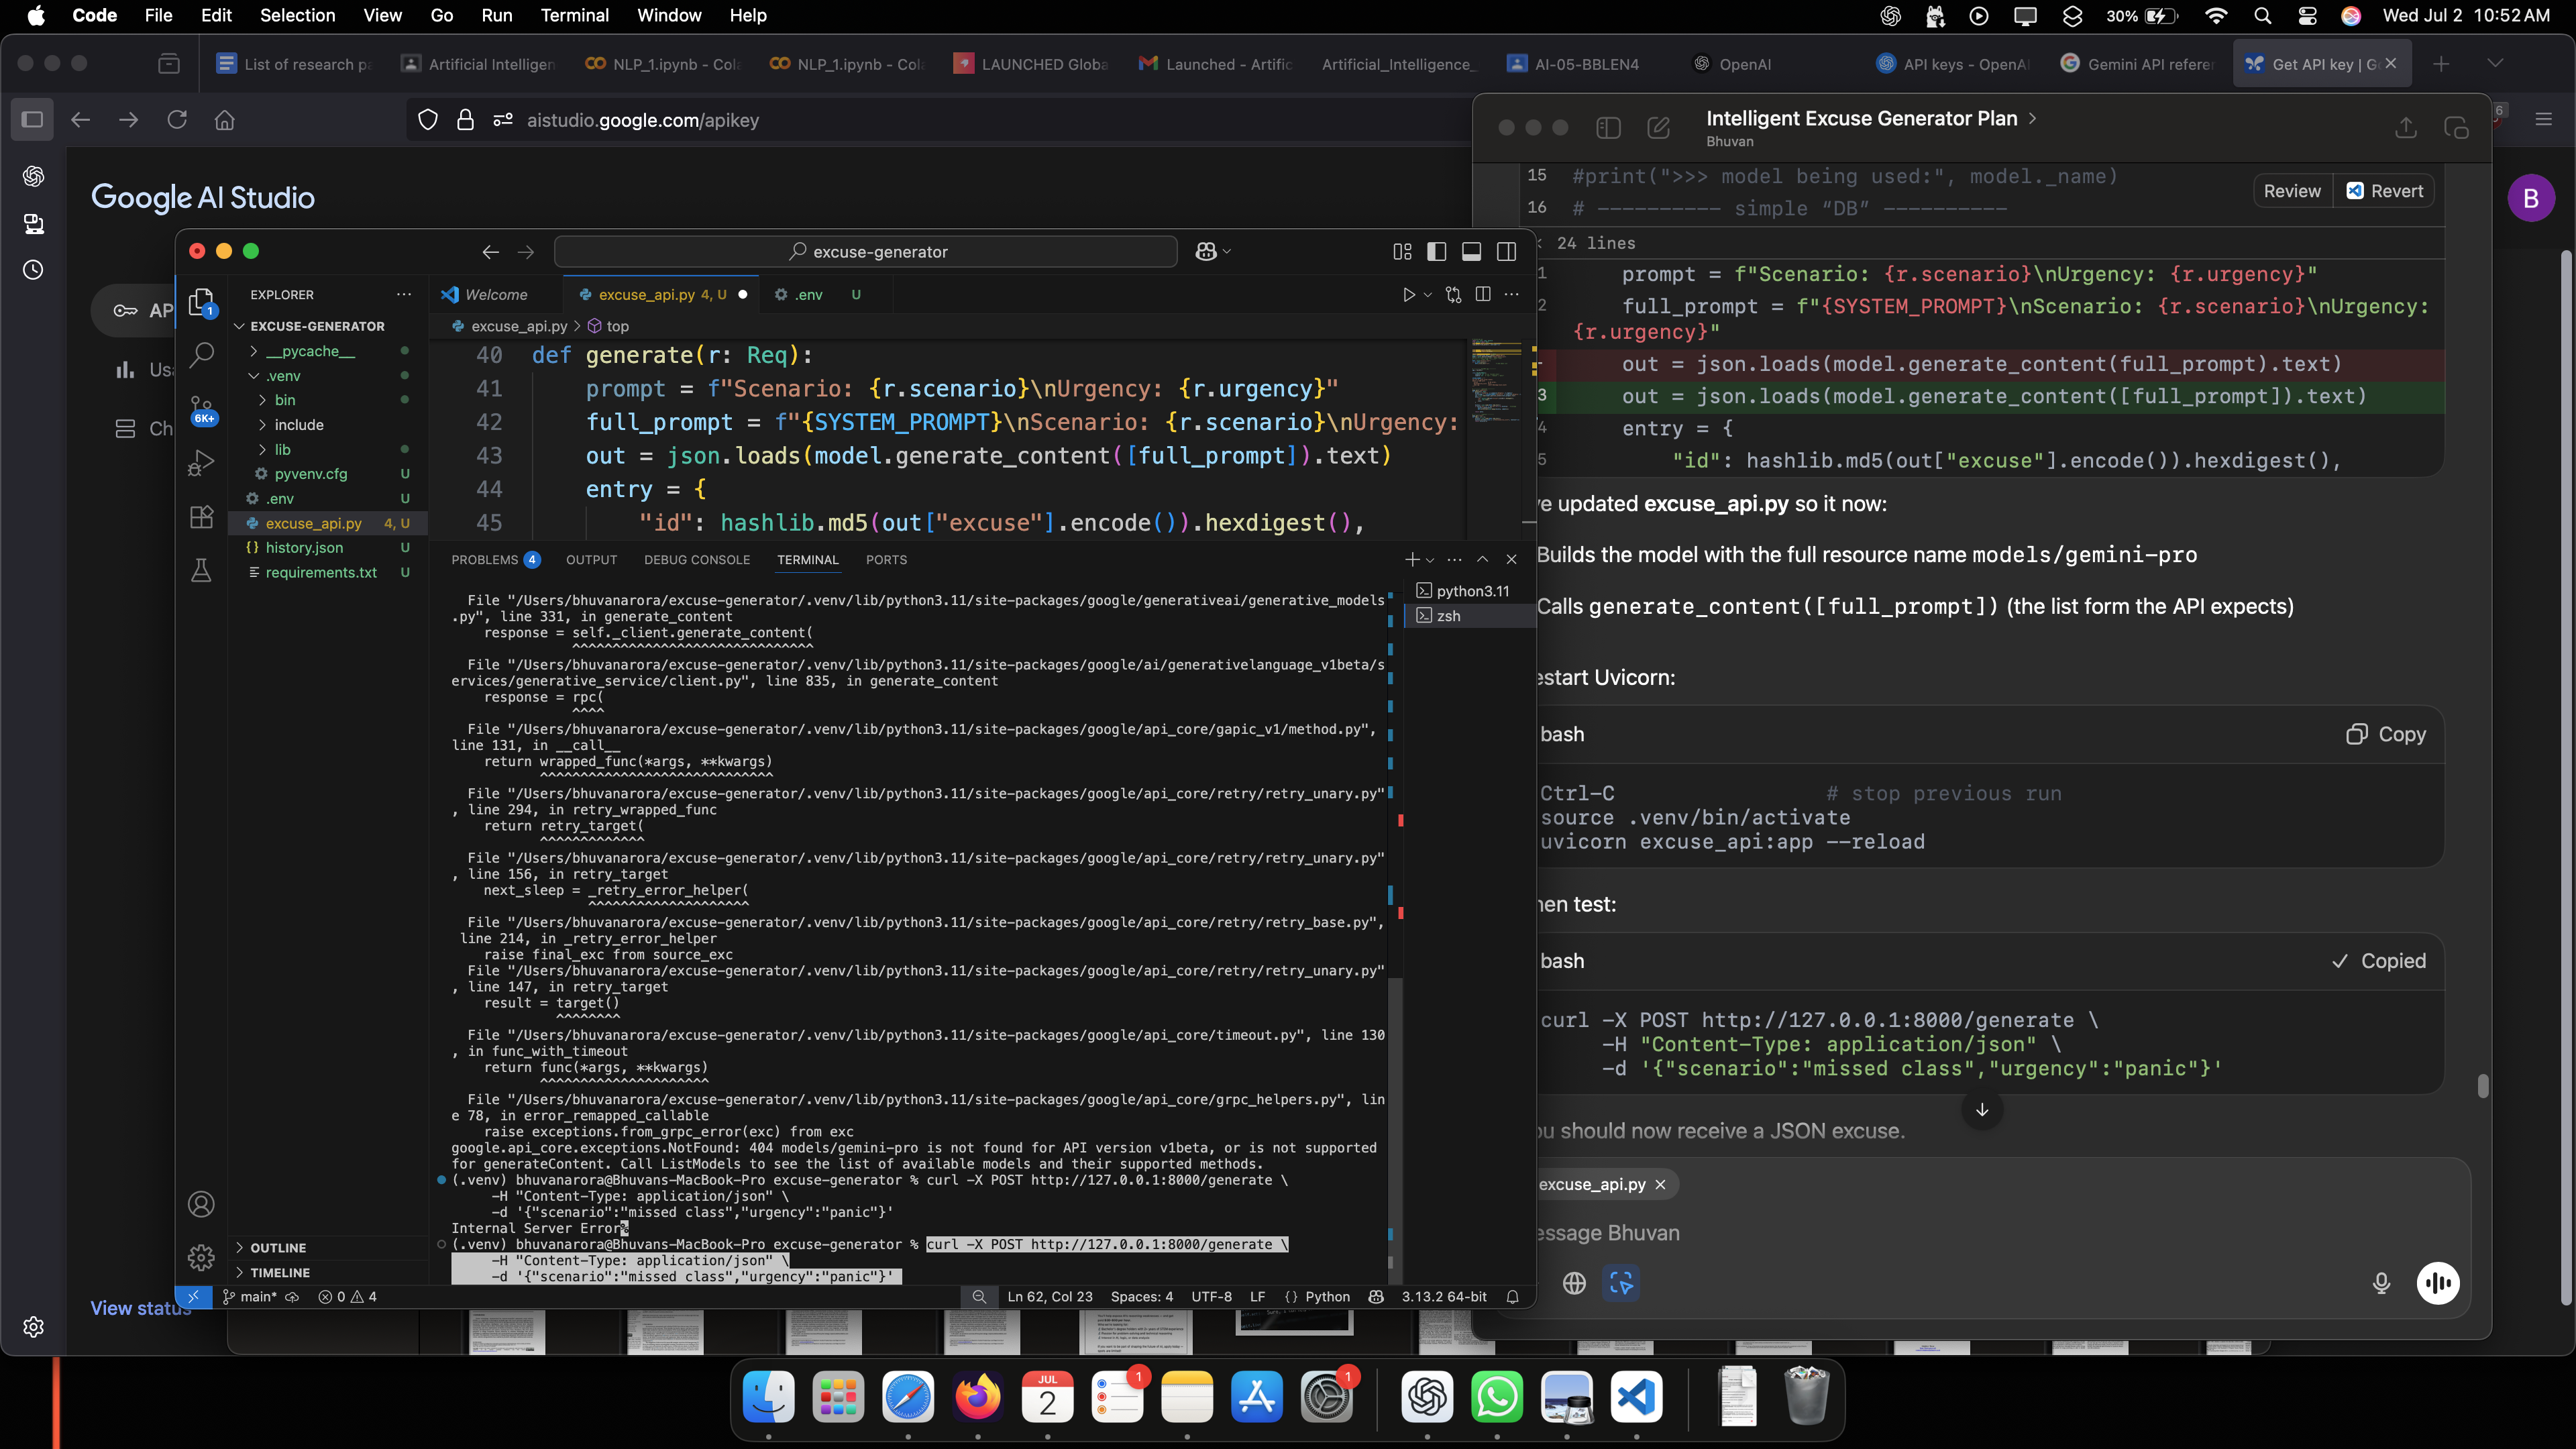 Code File Edit Selection View Go Run Terminal Window Help
30% Wed Jul 2 10:52 AM
List of research pa
Artificial Intelligen
NLP_1.ipynb - Cola
NLP_1.ipynb - Cola
LAUNCHED Globa
Launched - Artific
Artificial_Intelligence_
AI-05-BBLEN4
OpenAI
API keys - OpenAI
Gemini API referen
Get API key | G
aistudio.google.com/apikey
Google AI Studio
AP
Usa
Ch
View status
B
excuse-generator
EXPLORER
EXCUSE-GENERATOR
__pycache__
.venv
bin
include
lib
pyvenv.cfg U
.env U
excuse_api.py 4, U
history.json U
requirements.txt U
OUTLINE
TIMELINE
1
6K+
Welcome
excuse_api.py 4, U
.env U
excuse_api.py > top
40 def generate(r: Req):
41 prompt = f"Scenario: {r.scenario}\nUrgency: {r.urgency}"
42 full_prompt = f"{SYSTEM_PROMPT}\nScenario: {r.scenario}\nUrgency:
43 out = json.loads(model.generate_content([full_prompt]).text)
44 entry = {
45 "id": hashlib.md5(out["excuse"].encode()).hexdigest(),
PROBLEMS 4 OUTPUT DEBUG CONSOLE TERMINAL PORTS
python3.11
zsh
File "/Users/bhuvanarora/excuse-generator/.venv/lib/python3.11/site-packages/google/generativeai/generative_models
.py", line 331, in generate_content
response = self._client.generate_content(
^^^^^^^^^^^^^^^^^^^^^^^^^^^^^^
File "/Users/bhuvanarora/excuse-generator/.venv/lib/python3.11/site-packages/google/ai/generativelanguage_v1beta/s
ervices/generative_service/client.py", line 835, in generate_content
response = rpc(
^^^^
File "/Users/bhuvanarora/excuse-generator/.venv/lib/python3.11/site-packages/google/api_core/gapic_v1/method.py",
line 131, in __call__
return wrapped_func(*args, **kwargs)
^^^^^^^^^^^^^^^^^^^^^^^^^^^^^
File "/Users/bhuvanarora/excuse-generator/.venv/lib/python3.11/site-packages/google/api_core/retry/retry_unary.py"
, line 294, in retry_wrapped_func
return retry_target(
^^^^^^^^^^^^^
File "/Users/bhuvanarora/excuse-generator/.venv/lib/python3.11/site-packages/google/api_core/retry/retry_unary.py"
, line 156, in retry_target
next_sleep = _retry_error_helper(
^^^^^^^^^^^^^^^^^^^^
File "/Users/bhuvanarora/excuse-generator/.venv/lib/python3.11/site-packages/google/api_core/retry/retry_base.py",
line 214, in _retry_error_helper
raise final_exc from source_exc
File "/Users/bhuvanarora/excuse-generator/.venv/lib/python3.11/site-packages/google/api_core/retry/retry_unary.py"
, line 147, in retry_target
result = target()
^^^^^^^^
File "/Users/bhuvanarora/excuse-generator/.venv/lib/python3.11/site-packages/google/api_core/timeout.py", line 130
, in func_with_timeout
return func(*args, **kwargs)
^^^^^^^^^^^^^^^^^^^^^
File "/Users/bhuvanarora/excuse-generator/.venv/lib/python3.11/site-packages/google/api_core/grpc_helpers.py", lin
e 78, in error_remapped_callable
raise exceptions.from_grpc_error(exc) from exc
google.api_core.exceptions.NotFound: 404 models/gemini-pro is not found for API version v1beta, or is not supported
for generateContent. Call ListModels to see the list of available models and their supported methods.
(.venv) bhuvanarora@Bhuvans-MacBook-Pro excuse-generator % curl -X POST http://127.0.0.1:8000/generate \
-H "Content-Type: application/json" \
-d '{"scenario":"missed class","urgency":"panic"}'
Internal Server Error%
(.venv) bhuvanarora@Bhuvans-MacBook-Pro excuse-generator % curl -X POST http://127.0.0.1:8000/generate \
-H "Content-Type: application/json" \
-d '{"scenario":"missed class","urgency":"panic"}'
main* 0 4 Ln 62, Col 23 Spaces: 4 UTF-8 LF {} Python 3.13.2 64-bit
Intelligent Excuse Generator Plan >
Bhuvan
15 #print(">>> model being used:", model._name)
Review Revert
16 # ---------- simple “DB” ----------
24 lines
1 prompt = f"Scenario: {r.scenario}\nUrgency: {r.urgency}"
2 full_prompt = f"{SYSTEM_PROMPT}\nScenario: {r.scenario}\nUrgency:
{r.urgency}"
out = json.loads(model.generate_content(full_prompt).text)
3 out = json.loads(model.generate_content([full_prompt]).text)
4 entry = {
5 "id": hashlib.md5(out["excuse"].encode()).hexdigest(),
ve updated excuse_api.py so it now:
Builds the model with the full resource name models/gemini-pro
Calls generate_content([full_prompt]) (the list form the API expects)
estart Uvicorn:
bash Copy
Ctrl-C # stop previous run
source .venv/bin/activate
uvicorn excuse_api:app --reload
hen test:
bash Copied
curl -X POST http://127.0.0.1:8000/generate \
-H "Content-Type: application/json" \
-d '{"scenario":"missed class","urgency":"panic"}'
ou should now receive a JSON excuse.
excuse_api.py
essage Bhuvan
6
JUL
2
1
1